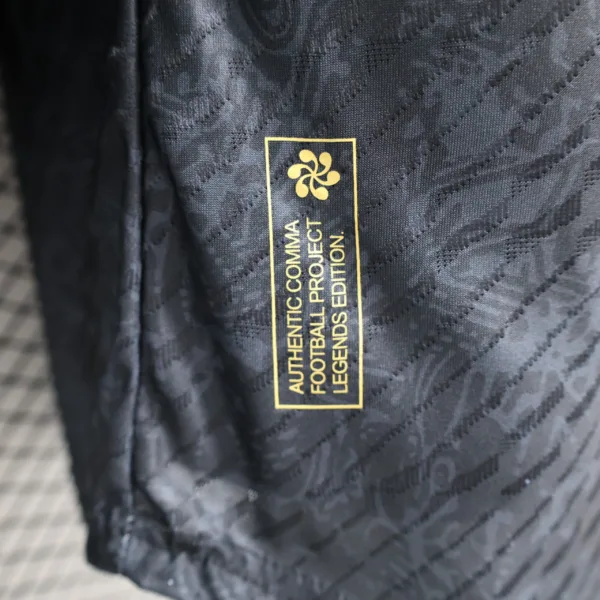 AUTHENTIC COMMA
FOOTBALL PROJECT
LEGENDS EDITION.